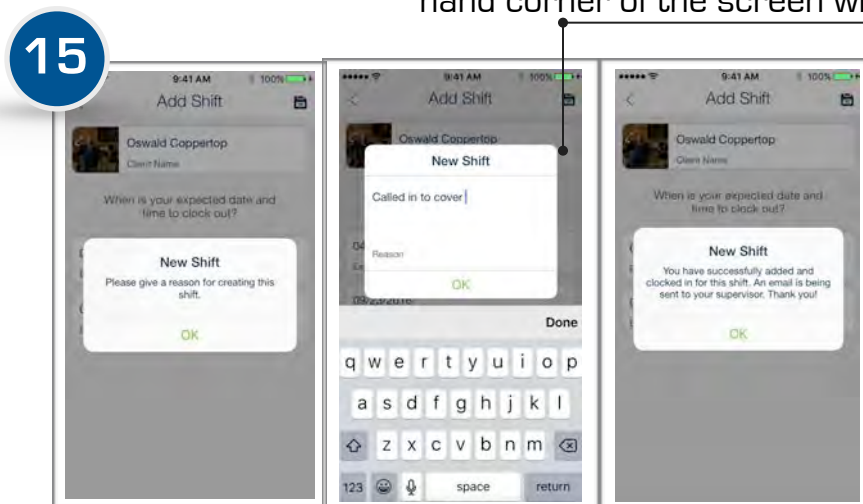 hand corner of the screen
15
9:41 AM 100%
Add Shift
Oswald Coppertop
Client Name
When is your expected date and
time to clock out?
New Shift
Please give a reason for creating this
shift.
OK
9:41 AM 100%
Add Shift
Oswald Coppertop
New Shift
Called in to cover
04
Reason
OK
09/23/2016
Done
q w e r t y u i o p
a s d f g h j k l
z x c v b n m
123 space return
9:41 AM 100%
Add Shift
Oswald Coppertop
Client Name
When is your expected date and
time to clock out?
New Shift
You have successfully added and
clocked in for this shift. An email is being
sent to your supervisor. Thank you!
OK